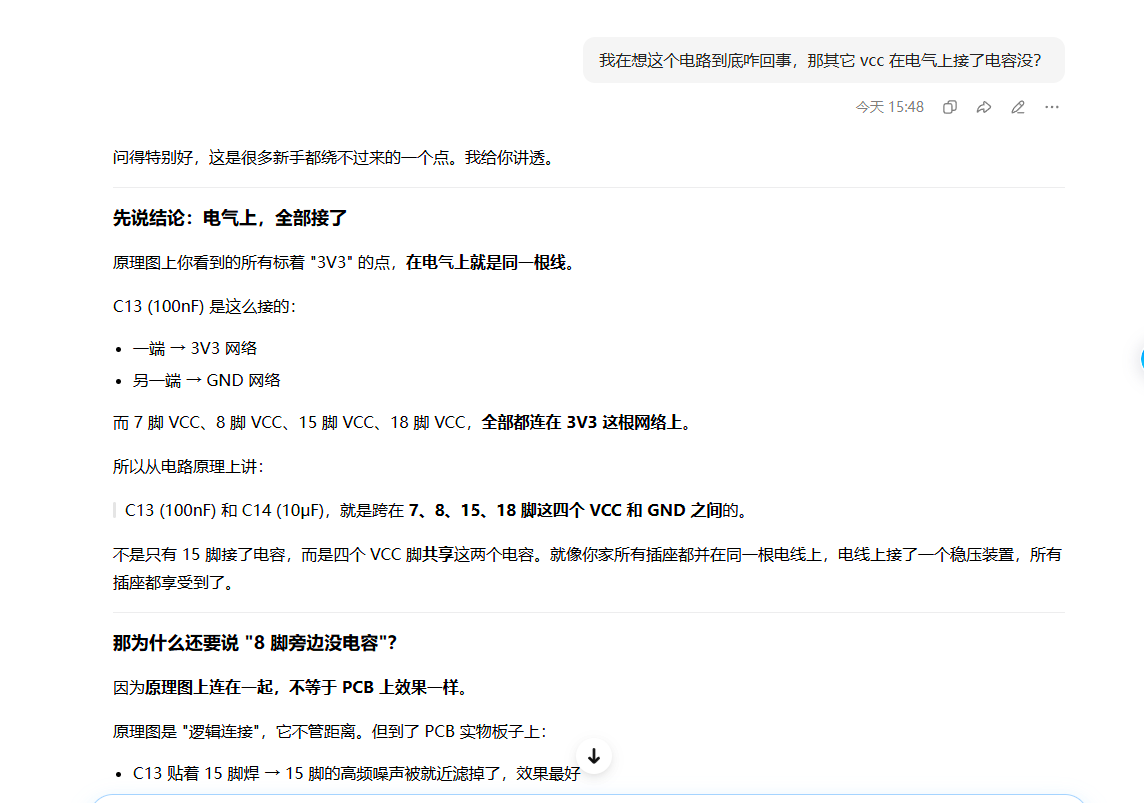 我在想这个电路到底咋回事，那其它 vcc 在电气上接了电容没？
今天 15:48
问得特别好，这是很多新手都绕不过来的一个点。我给你讲透。
先说结论：电气上，全部接了
原理图上你看到的所有标着 "3V3" 的点，在电气上就是同一根线。
C13 (100nF) 是这么接的：
• 一端 → 3V3 网络
• 另一端 → GND 网络
而 7 脚 VCC、8 脚 VCC、15 脚 VCC、18 脚 VCC，全部都连在 3V3 这根网络上。
所以从电路原理上讲：
C13 (100nF) 和 C14 (10μF)，就是跨在 7、8、15、18 脚这四个 VCC 和 GND 之间的。
不是只有 15 脚接了电容，而是四个 VCC 脚共享这两个电容。就像你家所有插座都并在同一根电线上，电线上接了一个稳压装置，所有
插座都享受到了。
那为什么还要说 "8 脚旁边没电容"？
因为原理图上连在一起，不等于 PCB 上效果一样。
原理图是 "逻辑连接"，它不管距离。但到了 PCB 实物板子上：
• C13 贴着 15 脚焊 → 15 脚的高频噪声被就近滤掉了，效果最好